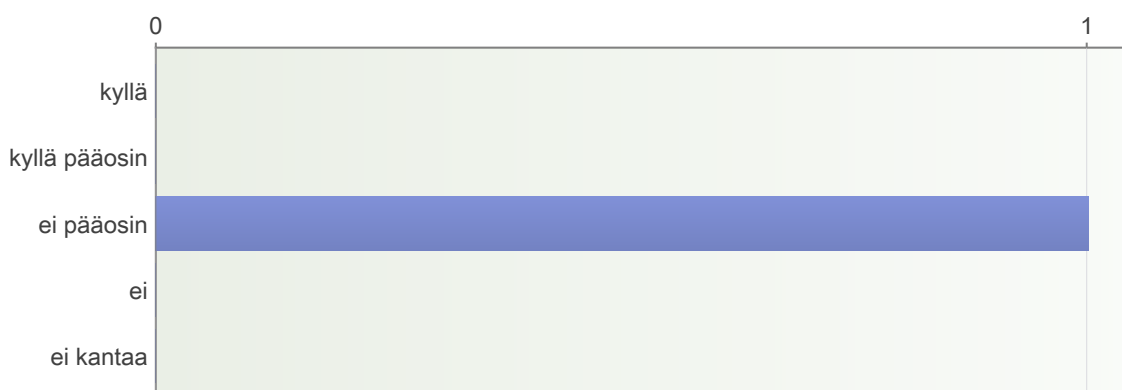 0 1
kyllä
kyllä pääosin
ei pääosin
ei
ei kantaa